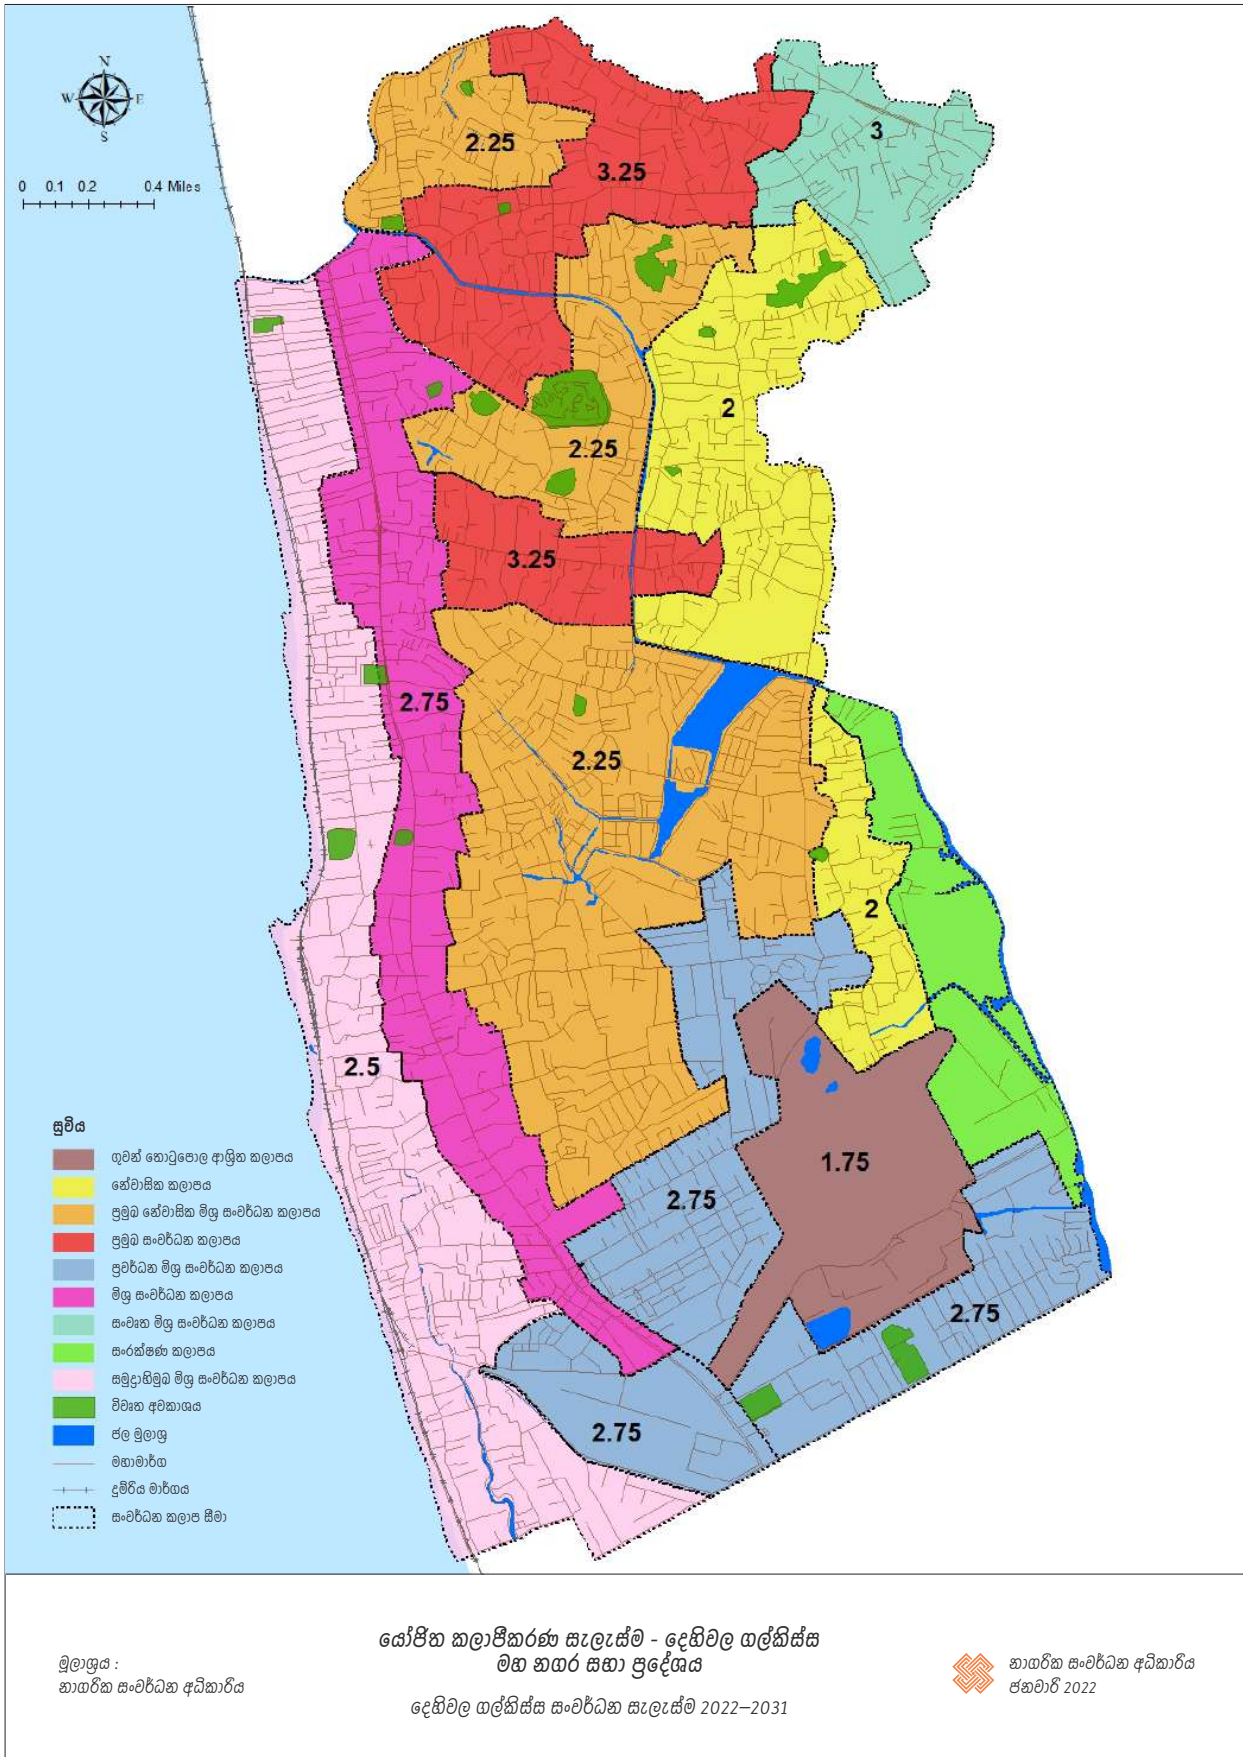 N
W E
S
0 0.1 0.2 0.4 Miles
2.25
3.25
3
2
2.25
3.25
2.75
2.25
2
2.5
1.75
2.75
2.75
2.75
සූචිය
ගුවන් තොටුපොල ආශ්‍රිත කලාපය
නේවාසික කලාපය
ප්‍රමුඛ නේවාසික මිශ්‍ර සංවර්ධන කලාපය
ප්‍රමුඛ සංවර්ධන කලාපය
ප්‍රවර්ධන මිශ්‍ර සංවර්ධන කලාපය
මිශ්‍ර සංවර්ධන කලාපය
සංවෘත මිශ්‍ර සංවර්ධන කලාපය
සංරක්ෂණ කලාපය
සමුද්‍රාභිමුඛ මිශ්‍ර සංවර්ධන කලාපය
විවෘත අවකාශය
ජල මූලාශ්‍ර
මහාමාර්ග
දුම්රිය මාර්ගය
සංවර්ධන කලාප සීමා
යෝජිත කලාපීකරණ සැලැස්ම - දෙහිවල ගල්කිස්ස
මහ නගර සභා ප්‍රදේශය
දෙහිවල ගල්කිස්ස සංවර්ධන සැලැස්ම 2022–2031
මූලාශ්‍රය :
නාගරික සංවර්ධන අධිකාරිය
නාගරික සංවර්ධන අධිකාරිය
ජනවාරි 2022